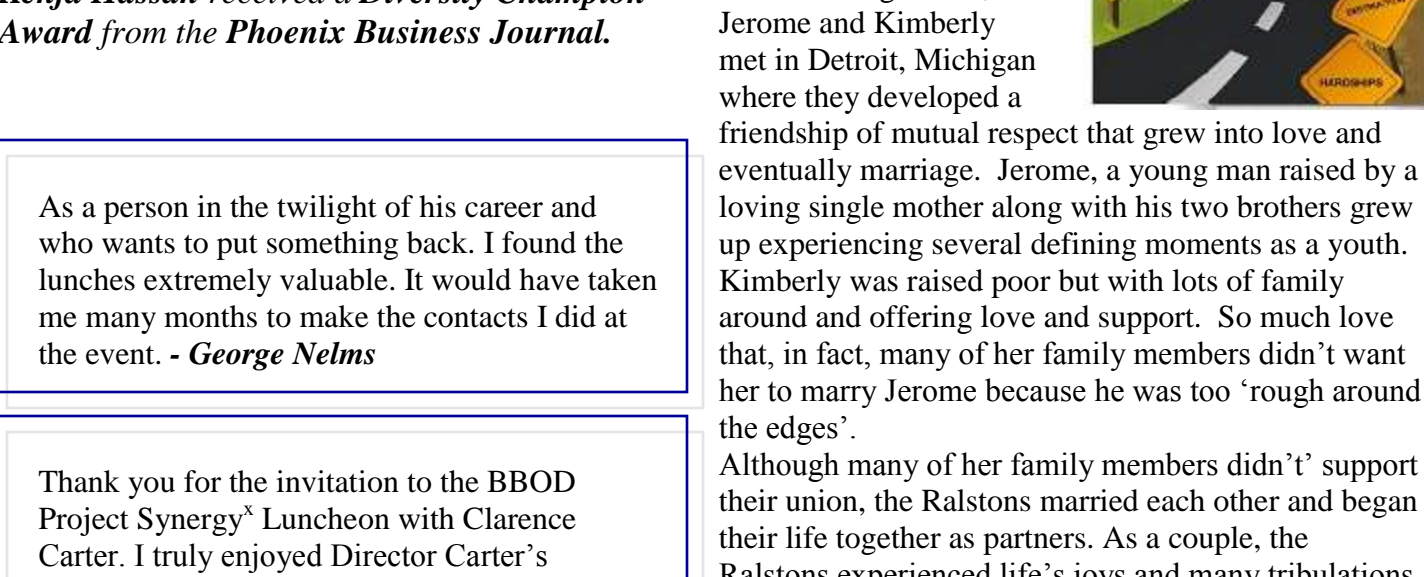 Kenja Hassan received a Diversity Champion
Award from the Phoenix Business Journal.
As a person in the twilight of his career and
who wants to put something back. I found the
lunches extremely valuable. It would have taken
me many months to make the contacts I did at
the event. - George Nelms
Thank you for the invitation to the BBOD
Project Synergyˣ Luncheon with Clarence
Carter. I truly enjoyed Director Carter’s
Jerome and Kimberly
met in Detroit, Michigan
where they developed a
friendship of mutual respect that grew into love and
eventually marriage. Jerome, a young man raised by a
loving single mother along with his two brothers grew
up experiencing several defining moments as a youth.
Kimberly was raised poor but with lots of family
around and offering love and support. So much love
that, in fact, many of her family members didn’t want
her to marry Jerome because he was too ‘rough around
the edges’.
Although many of her family members didn’t’ support
their union, the Ralstons married each other and began
their life together as partners. As a couple, the
Ralstons experienced life’s joys and many tribulations
HARDSHIPS